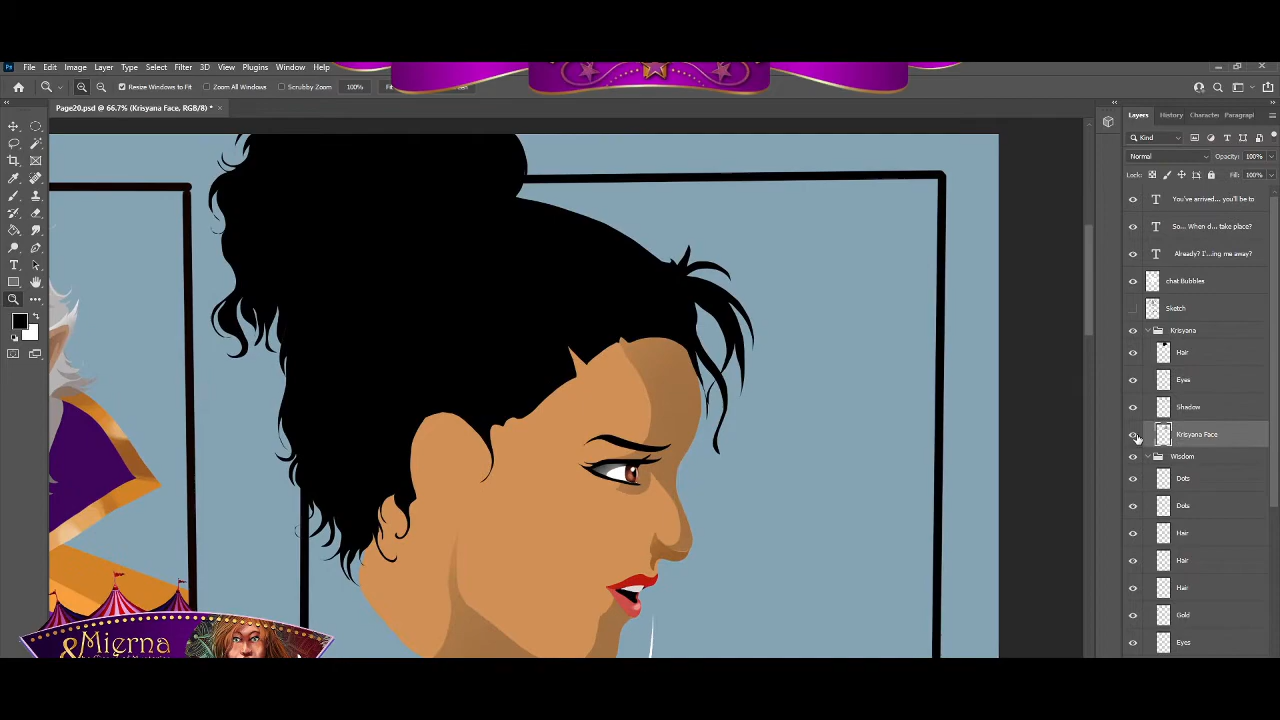 Ps File Edit Image Layer Type Select Filter 3D View Plugins Window Help
Resize Windows to Fit Zoom All Windows Scrubby Zoom 100%
Page20.psd @ 66.7% (Krisyana Face, RGB/8) * ×
Layers History Character Paragrapl
Kind
Normal Opacity: 100%
Lock: Fill: 100%
You've arrived... you'll be to
So... When d... take place?
Already? I'...ing me away?
chat Bubbles
Sketch
Krisyana
Hair
Eyes
Shadow
Krisyana Face
Wisdom
Dots
Dots
Hair
Hair
Hair
Gold
Eyes
Mierna
&